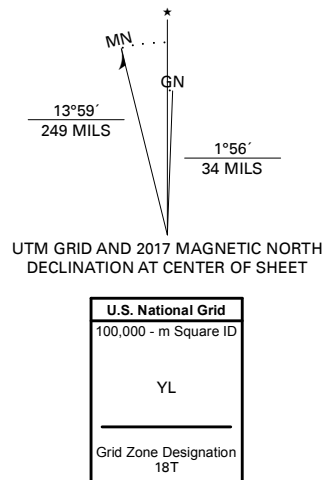 ★
MN
GN
13°59´
249 MILS
1°56´
34 MILS
UTM GRID AND 2017 MAGNETIC NORTH
DECLINATION AT CENTER OF SHEET
U.S. National Grid
100,000 - m Square ID
YL
Grid Zone Designation
18T